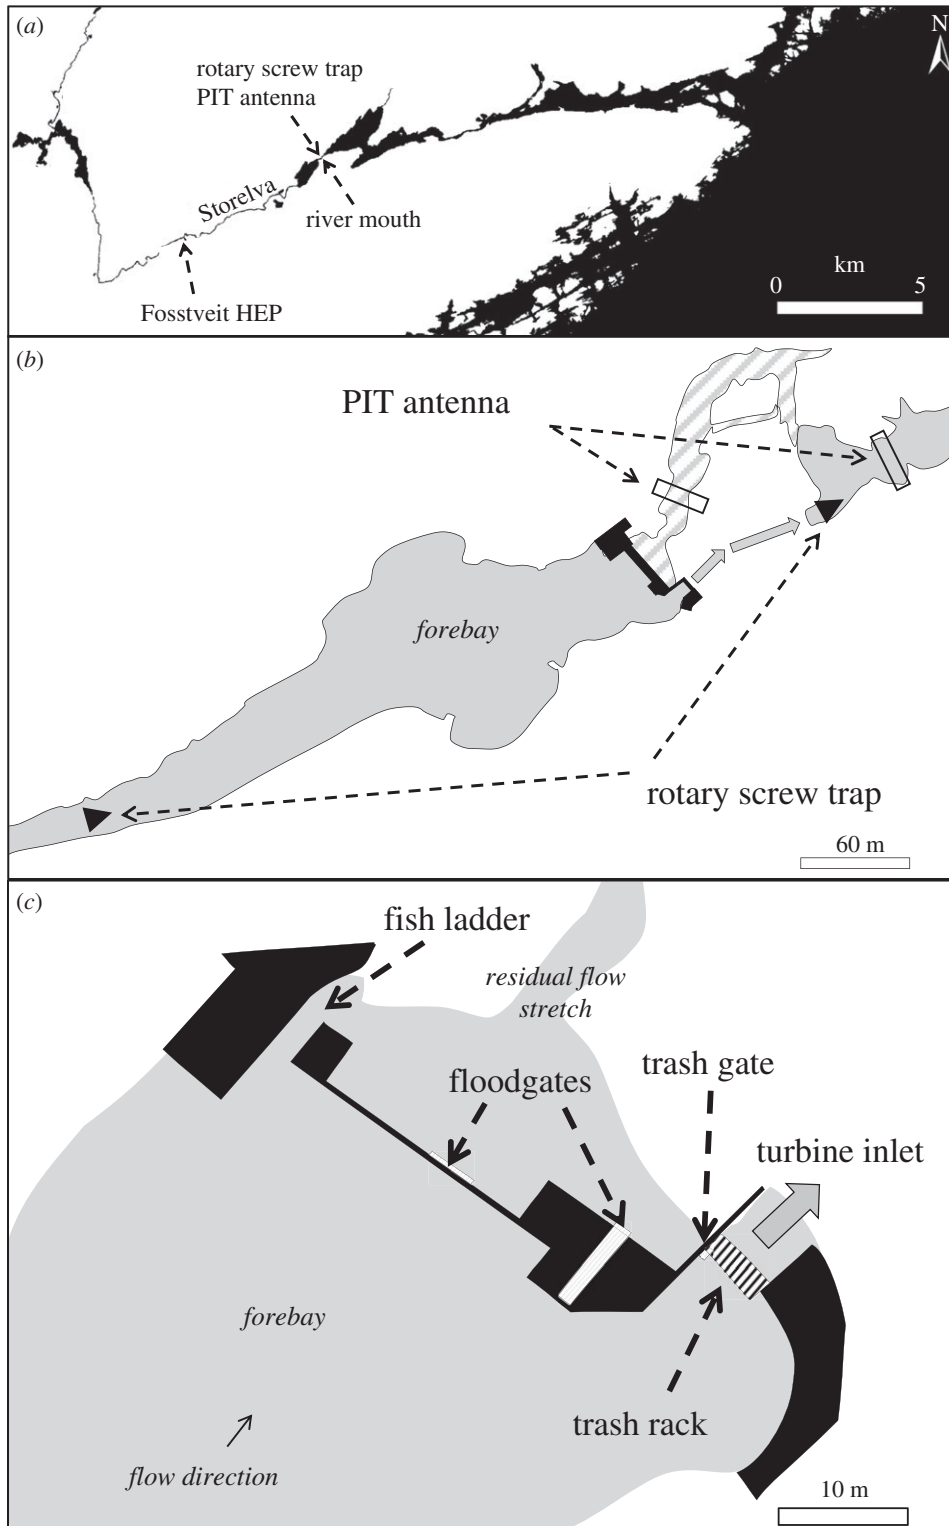 (a)
N
rotary screw trap
PIT antenna
Storelva
river mouth
Fosstveit HEP
km
0 5
(b)
PIT antenna
forebay
rotary screw trap
60 m
(c)
fish ladder
residual flow
stretch
trash gate
floodgates
turbine inlet
forebay
trash rack
flow direction
10 m